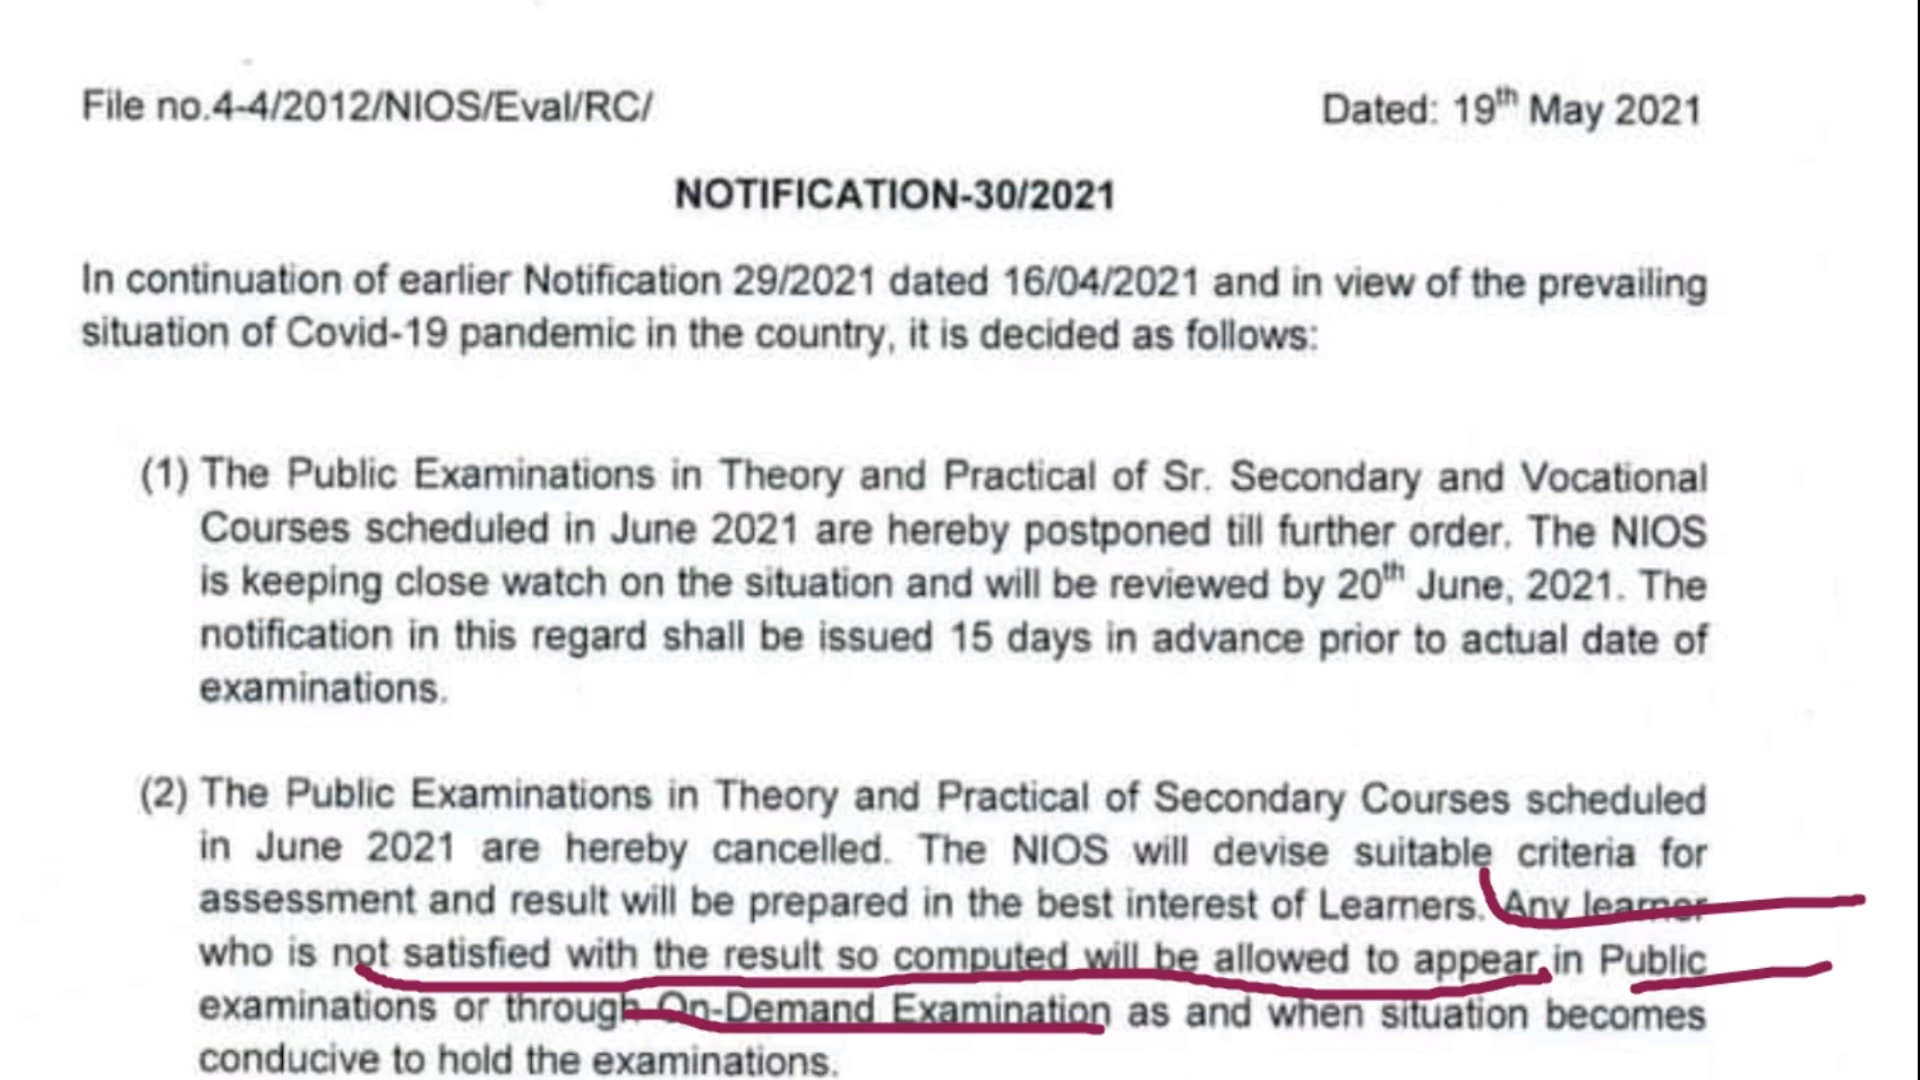 File no.4-4/2012/NIOS/Eval/RC/ Dated: 19th May 2021
NOTIFICATION-30/2021
In continuation of earlier Notification 29/2021 dated 16/04/2021 and in view of the prevailing
situation of Covid-19 pandemic in the country, it is decided as follows:
(1) The Public Examinations in Theory and Practical of Sr. Secondary and Vocational
Courses scheduled in June 2021 are hereby postponed till further order. The NIOS
is keeping close watch on the situation and will be reviewed by 20th June, 2021. The
notification in this regard shall be issued 15 days in advance prior to actual date of
examinations.
(2) The Public Examinations in Theory and Practical of Secondary Courses scheduled
in June 2021 are hereby cancelled. The NIOS will devise suitable criteria for
assessment and result will be prepared in the best interest of Learners. Any learner
who is not satisfied with the result so computed will be allowed to appear in Public
examinations or through On-Demand Examination as and when situation becomes
conducive to hold the examinations.